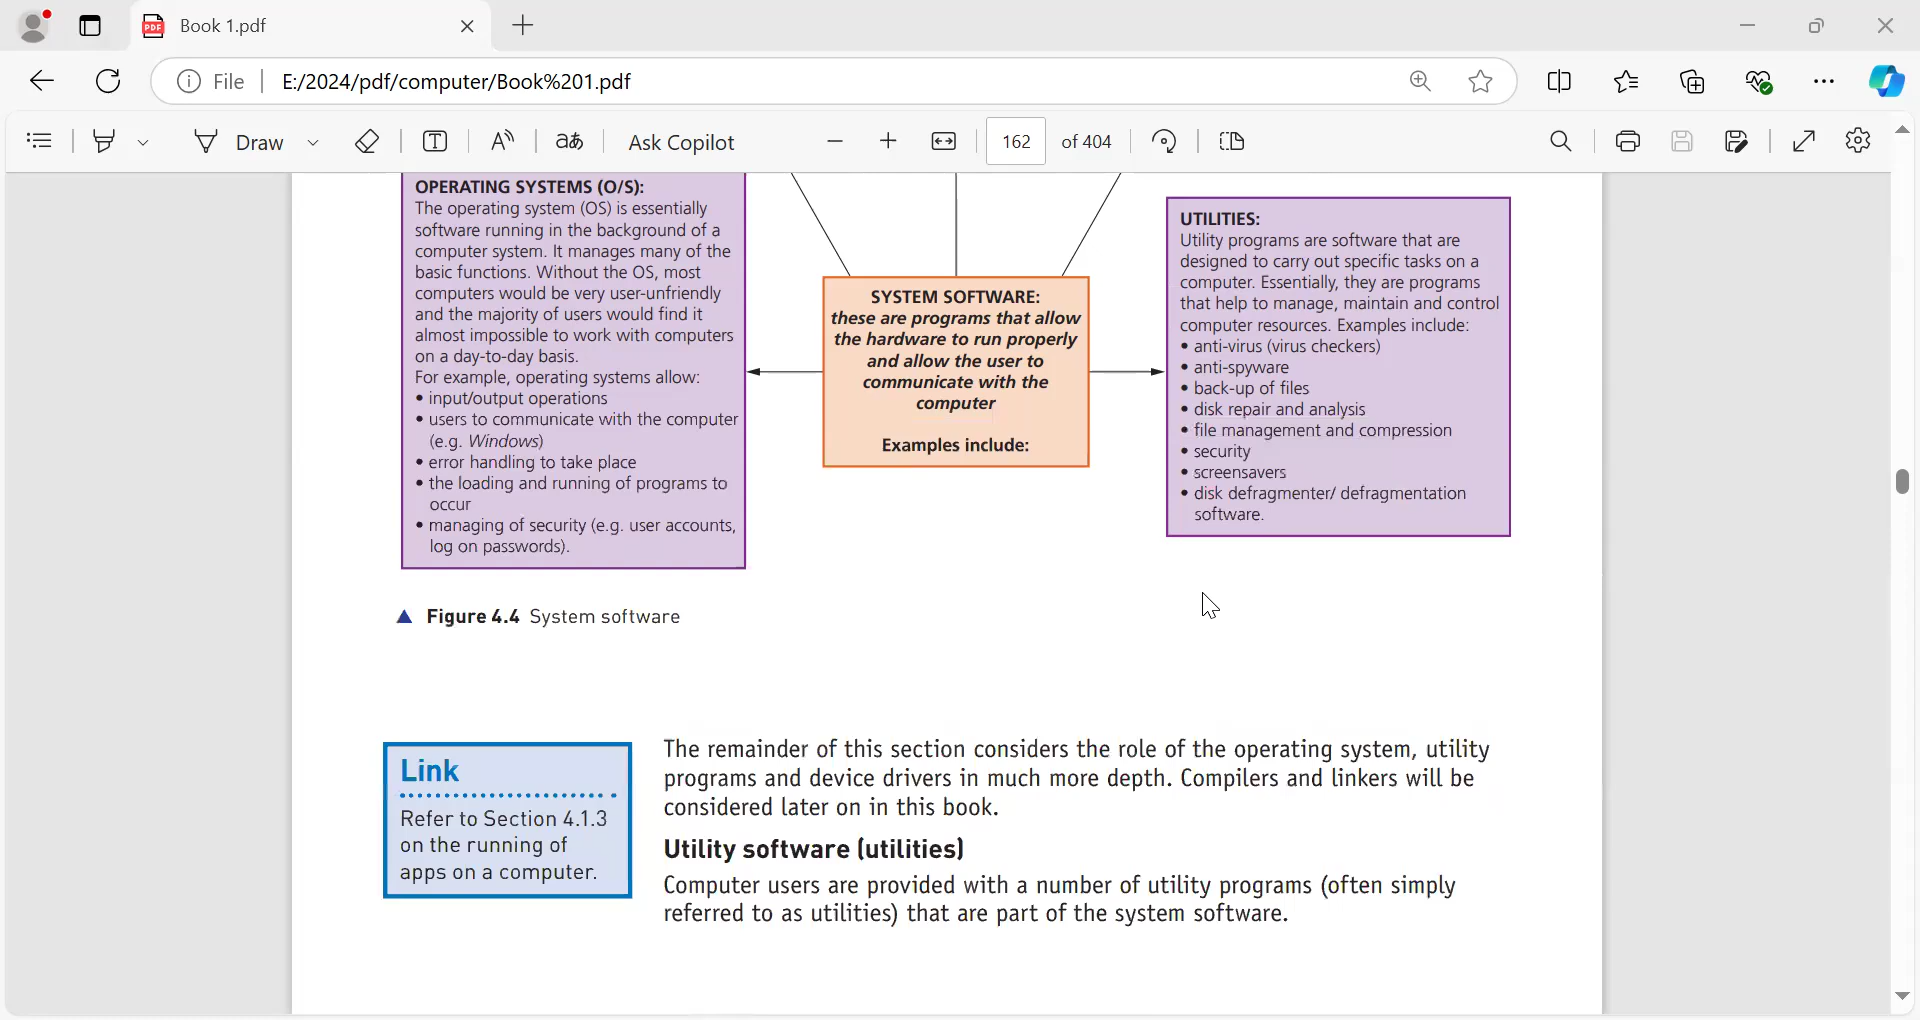 Book 1.pdf
File
E:/2024/pdf/computer/Book%201.pdf
Draw
Ask Copilot
162
of 404
OPERATING SYSTEMS (O/S):
The operating system (OS) is essentially
software running in the background of a
computer system. It manages many of the
basic functions. Without the OS, most
computers would be very user-unfriendly
and the majority of users would find it
almost impossible to work with computers
on a day-to-day basis.
For example, operating systems allow:
• input/output operations
• users to communicate with the computer
(e.g. Windows)
• error handling to take place
• the loading and running of programs to
occur
• managing of security (e.g. user accounts,
log on passwords).
SYSTEM SOFTWARE:
these are programs that allow
the hardware to run properly
and allow the user to
communicate with the
computer
Examples include:
UTILITIES:
Utility programs are software that are
designed to carry out specific tasks on a
computer. Essentially, they are programs
that help to manage, maintain and control
computer resources. Examples include:
• anti-virus (virus checkers)
• anti-spyware
• back-up of files
• disk repair and analysis
• file management and compression
• security
• screensavers
• disk defragmenter/ defragmentation
software.
▲ Figure 4.4 System software
Link
Refer to Section 4.1.3
on the running of
apps on a computer.
The remainder of this section considers the role of the operating system, utility
programs and device drivers in much more depth. Compilers and linkers will be
considered later on in this book.
Utility software (utilities)
Computer users are provided with a number of utility programs (often simply
referred to as utilities) that are part of the system software.